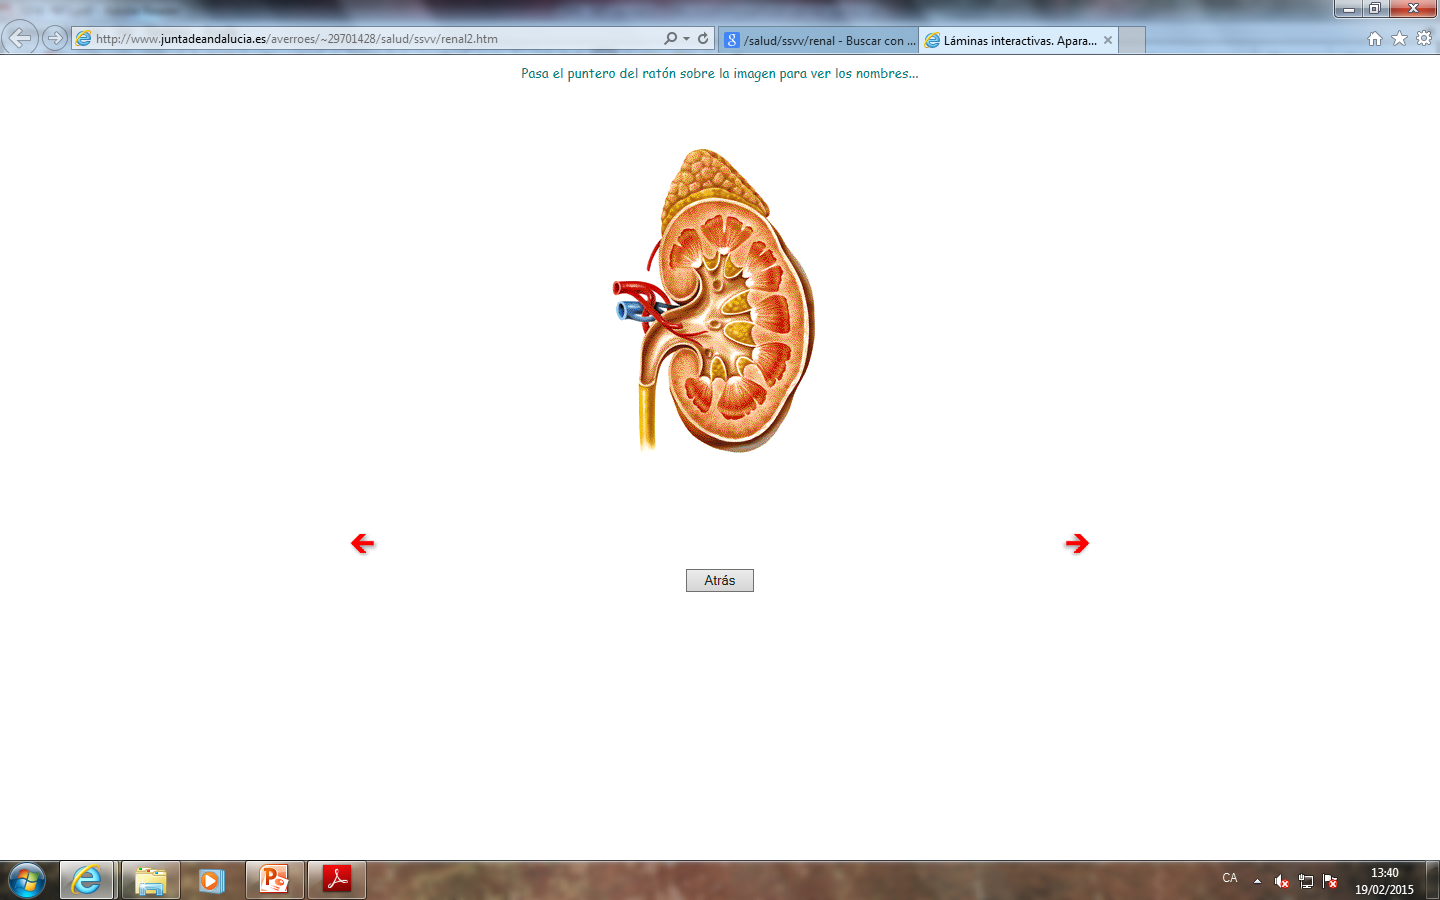 http://www.juntadeandalucia.es/averroes/~29701428/salud/ssvv/renal2.htm
/salud/ssvv/renal - Buscar con ...
Láminas interactivas. Apara...
Pasa el puntero del ratón sobre la imagen para ver los nombres...
Atrás
CA
13:40
19/02/2015